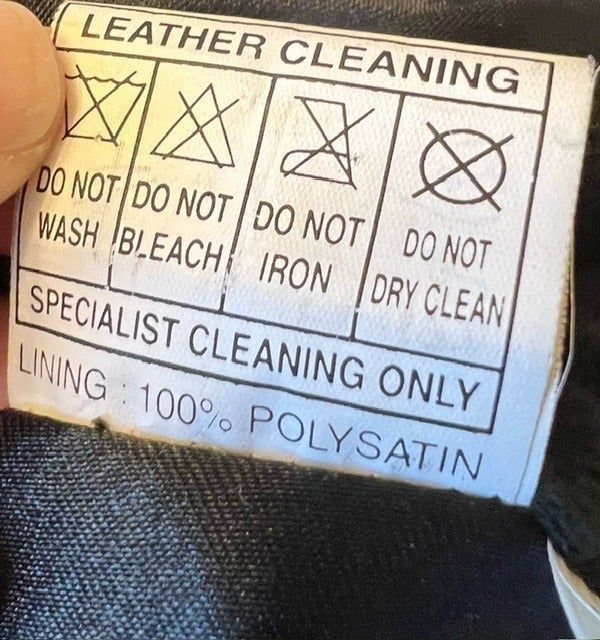 LEATHER CLEANING
DO NOT WASH
DO NOT BLEACH
DO NOT IRON
DO NOT DRY CLEAN
SPECIALIST CLEANING ONLY
LINING : 100% POLYSATIN